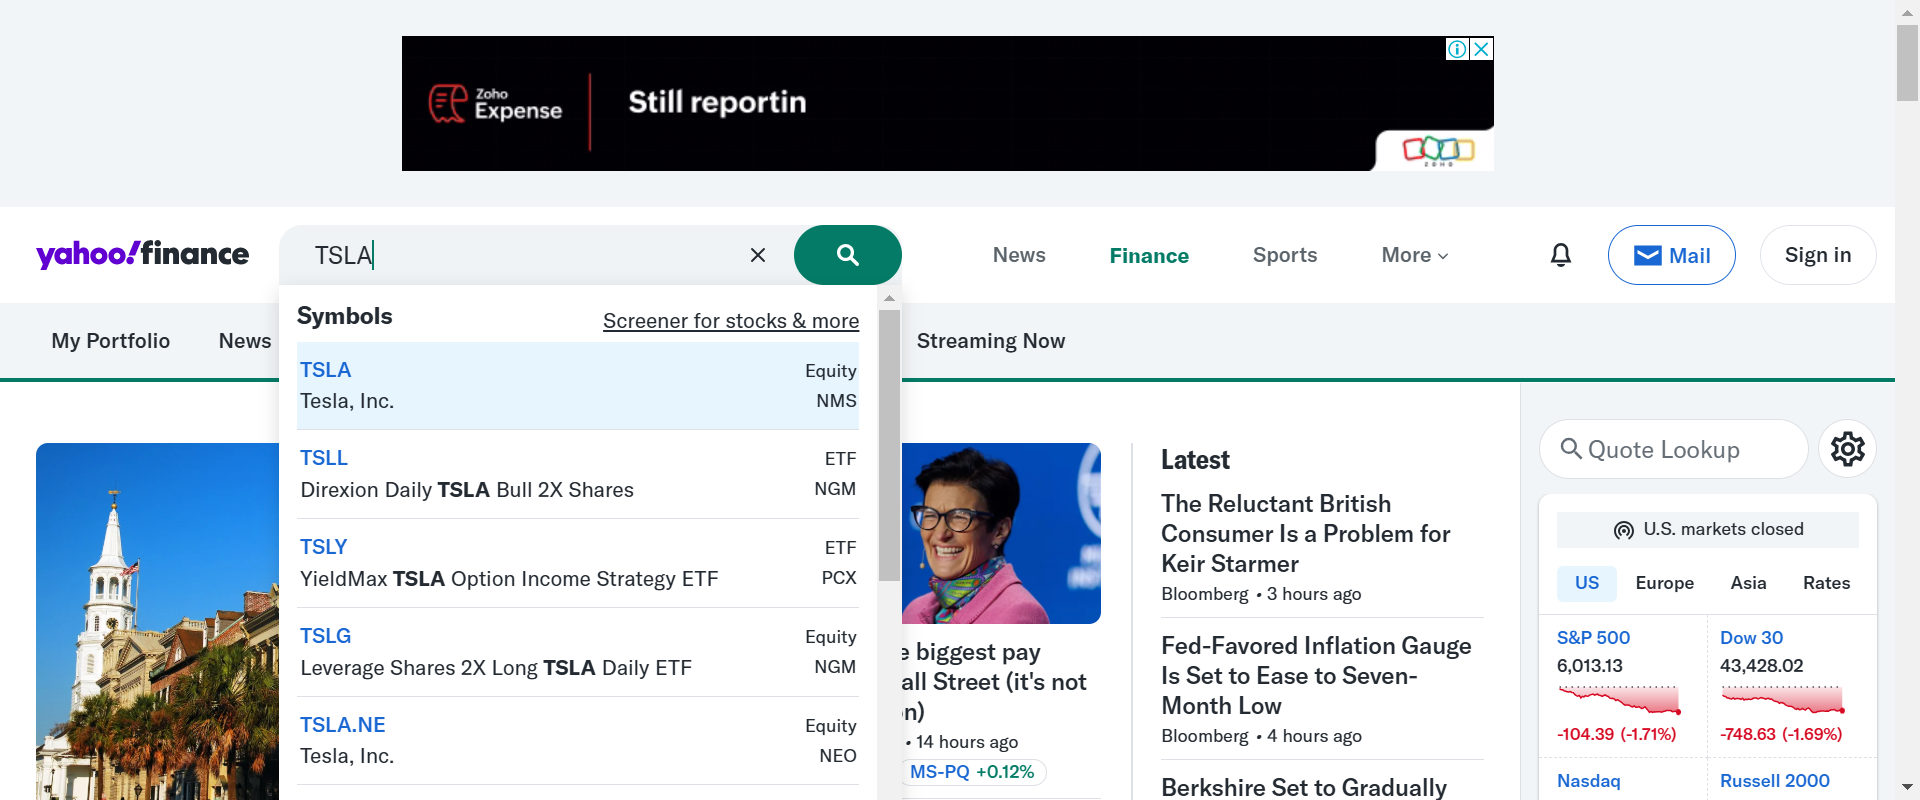 Zoho
Expense
Still reportin
ZOHO
yahoo!finance
TSLA
News
Finance
Sports
More
Mail
Sign in
My Portfolio
News
Streaming Now
Symbols
Screener for stocks & more
TSLA
Equity
Tesla, Inc.
NMS
TSLL
ETF
Direxion Daily TSLA Bull 2X Shares
NGM
TSLY
ETF
YieldMax TSLA Option Income Strategy ETF
PCX
TSLG
Equity
Leverage Shares 2X Long TSLA Daily ETF
NGM
TSLA.NE
Equity
Tesla, Inc.
NEO
e biggest pay
all Street (it's not
n)
• 14 hours ago
MS-PQ +0.12%
Latest
The Reluctant British
Consumer Is a Problem for
Keir Starmer
Bloomberg • 3 hours ago
Fed-Favored Inflation Gauge
Is Set to Ease to Seven-
Month Low
Bloomberg • 4 hours ago
Berkshire Set to Gradually
Quote Lookup
U.S. markets closed
US
Europe
Asia
Rates
S&P 500
6,013.13
-104.39 (-1.71%)
Dow 30
43,428.02
-748.63 (-1.69%)
Nasdaq
Russell 2000